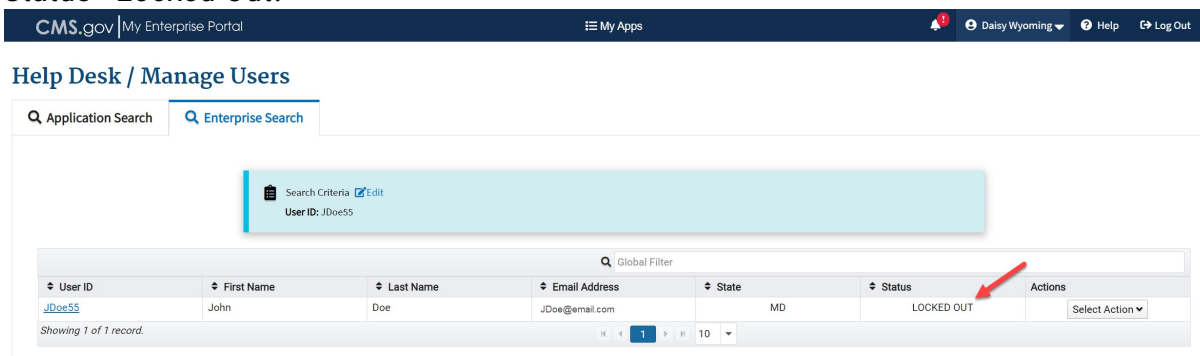 CMS.gov My Enterprise Portal My Apps ! Daisy Wyoming Help Log Out
Help Desk / Manage Users
Application Search Enterprise Search
Search Criteria Edit
User ID: JDoe55
Global Filter
User ID First Name Last Name Email Address State Status Actions
JDoe55 John Doe JDoe@email.com MD LOCKED OUT Select Action
Showing 1 of 1 record. 1 10